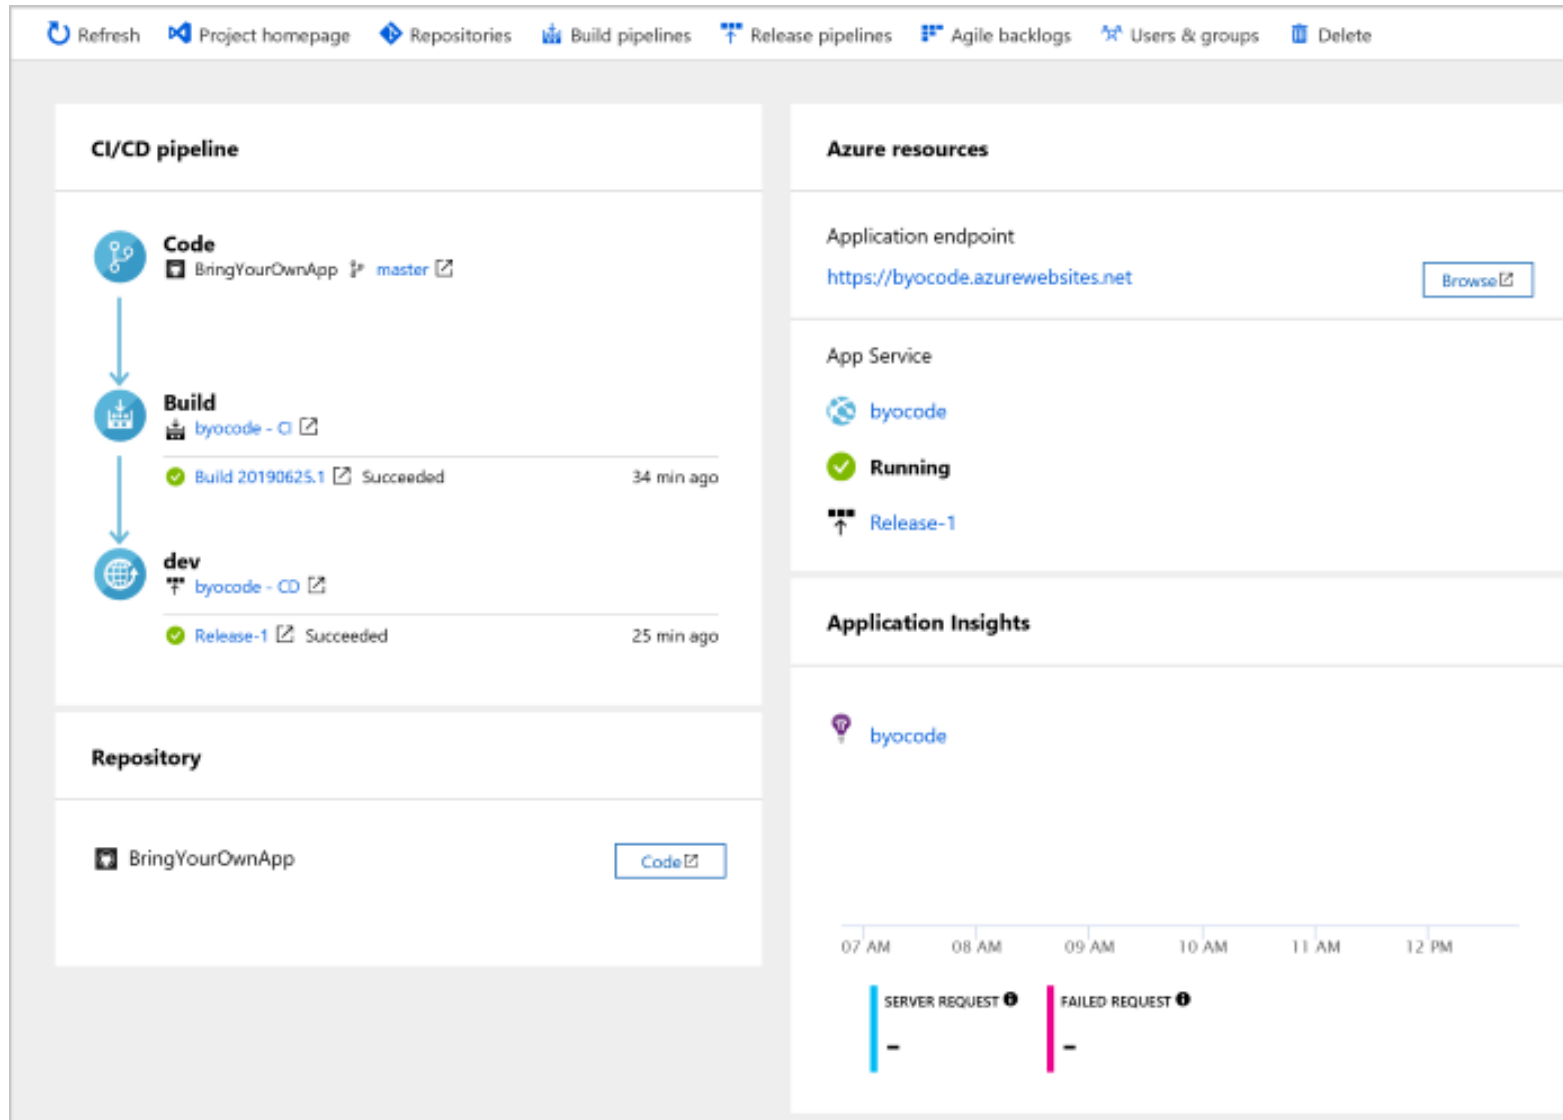 Refresh Project homepage Repositories Build pipelines Release pipelines Agile backlogs Users & groups Delete
CI/CD pipeline
Code
BringYourOwnApp master
Build
byocode - CI
Build 20190625.1 Succeeded 34 min ago
dev
byocode - CD
Release-1 Succeeded 25 min ago
Repository
BringYourOwnApp Code
Azure resources
Application endpoint
https://byocode.azurewebsites.net Browse
App Service
byocode
Running
Release-1
Application Insights
byocode
07 AM 08 AM 09 AM 10 AM 11 AM 12 PM
SERVER REQUEST FAILED REQUEST
- -